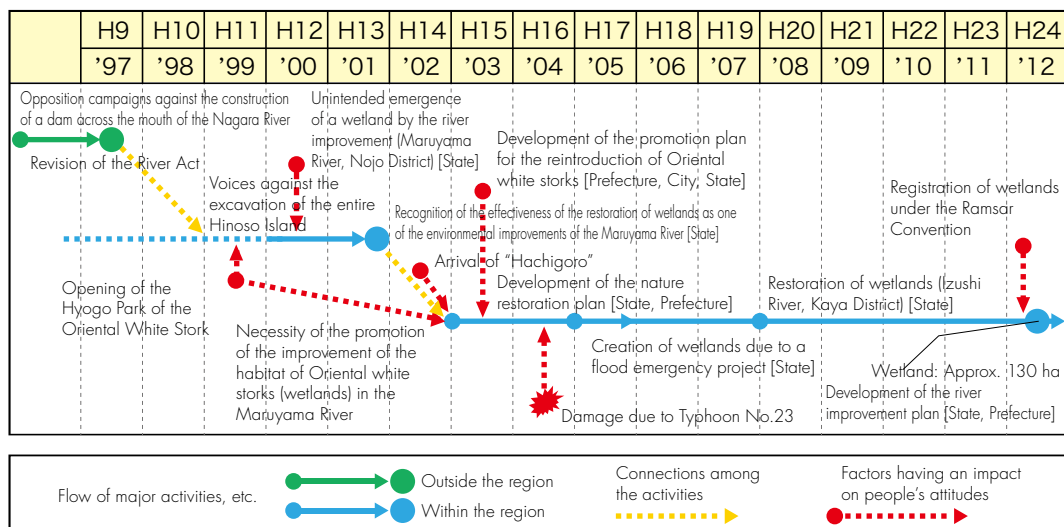 H9 H10 H11 H12 H13 H14 H15 H16 H17 H18 H19 H20 H21 H22 H23 H24
'97 '98 '99 '00 '01 '02 '03 '04 '05 '06 '07 '08 '09 '10 '11 '12
Opposition campaigns against the construction
of a dam across the mouth of the Nagara River
Revision of the River Act
Unintended emergence
of a wetland by the river
improvement (Maruyama
River, Nojo District) [State]
Voices against the
excavation of the entire
Hinoso Island
Development of the promotion plan
for the reintroduction of Oriental
white storks [Prefecture, City, State]
Recognition of the effectiveness of the restoration of wetlands as one
of the environmental improvements of the Maruyama River [State]
Registration of wetlands
under the Ramsar
Convention
Arrival of “Hachigoro”
Opening of the
Hyogo Park of the
Oriental White Stork
Development of the nature
restoration plan [State, Prefecture]
Restoration of wetlands (Izushi
River, Kaya District) [State]
Necessity of the promotion
of the improvement of the
habitat of Oriental white
storks (wetlands) in the
Maruyama River
Creation of wetlands due to a
flood emergency project [State]
Damage due to Typhoon No.23
Wetland: Approx. 130 ha
Development of the river
improvement plan [State, Prefecture]
Flow of major activities, etc.
Outside the region
Within the region
Connections among
the activities
Factors having an impact
on people's attitudes